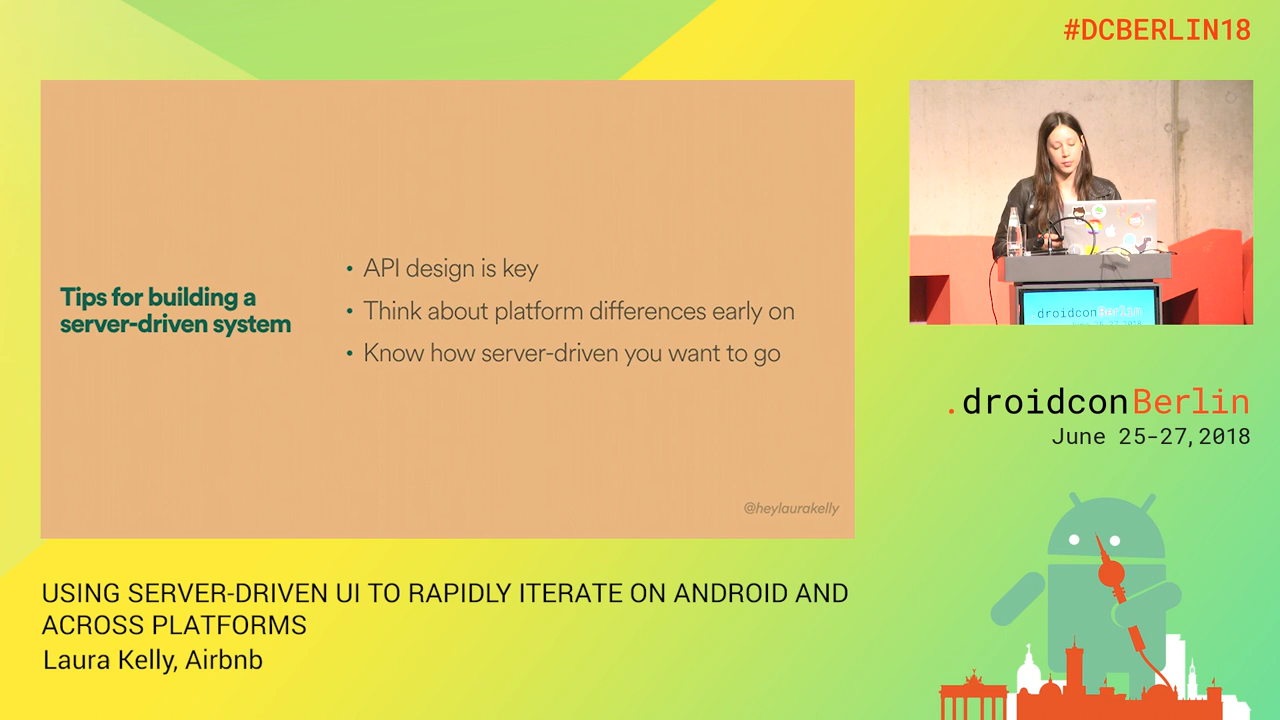 #DCBERLIN18
Tips for building a
server-driven system
• API design is key
• Think about platform differences early on
• Know how server-driven you want to go
@heylaurakelly
droidconBerlin
.droidconBerlin
June 25-27, 2018
USING SERVER-DRIVEN UI TO RAPIDLY ITERATE ON ANDROID AND
ACROSS PLATFORMS
Laura Kelly, Airbnb